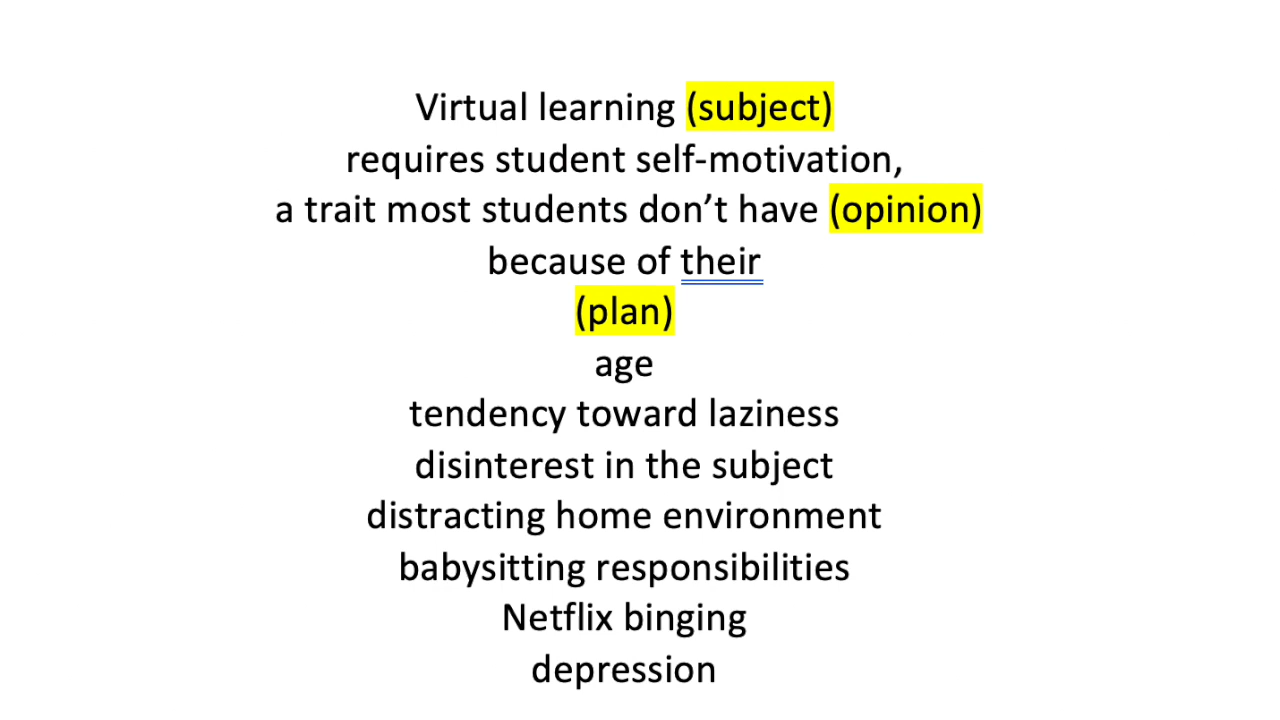 Virtual learning (subject)
requires student self-motivation,
a trait most students don’t have (opinion)
because of their
(plan)
age
tendency toward laziness
disinterest in the subject
distracting home environment
babysitting responsibilities
Netflix binging
depression